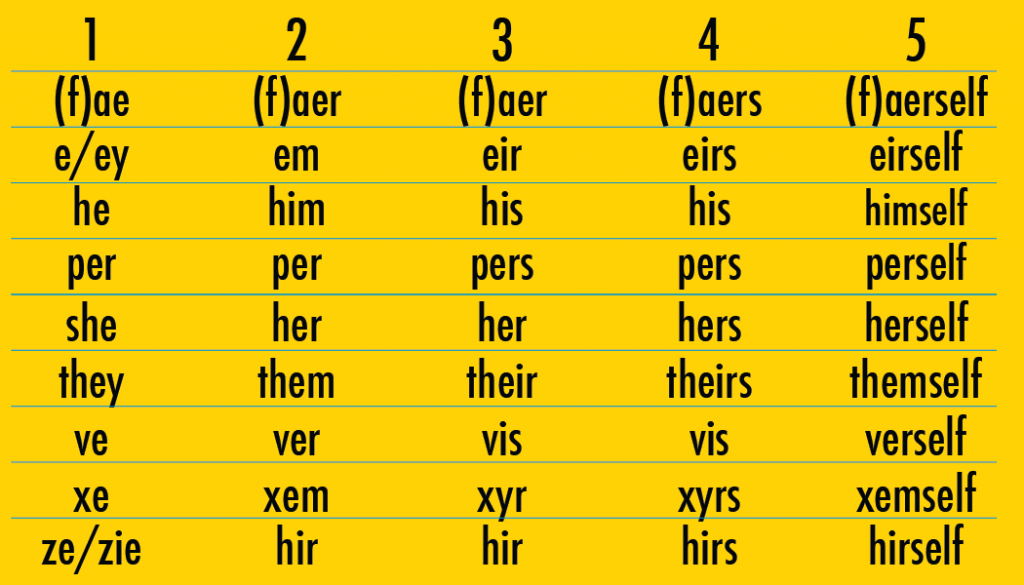 1 2 3 4 5
(f)ae (f)aer (f)aer (f)aers (f)aerself
e/ey em eir eirs eirself
he him his his himself
per per pers pers perself
she her her hers herself
they them their theirs themself
ve ver vis vis verself
xe xem xyr xyrs xemself
ze/zie hir hir hirs hirself